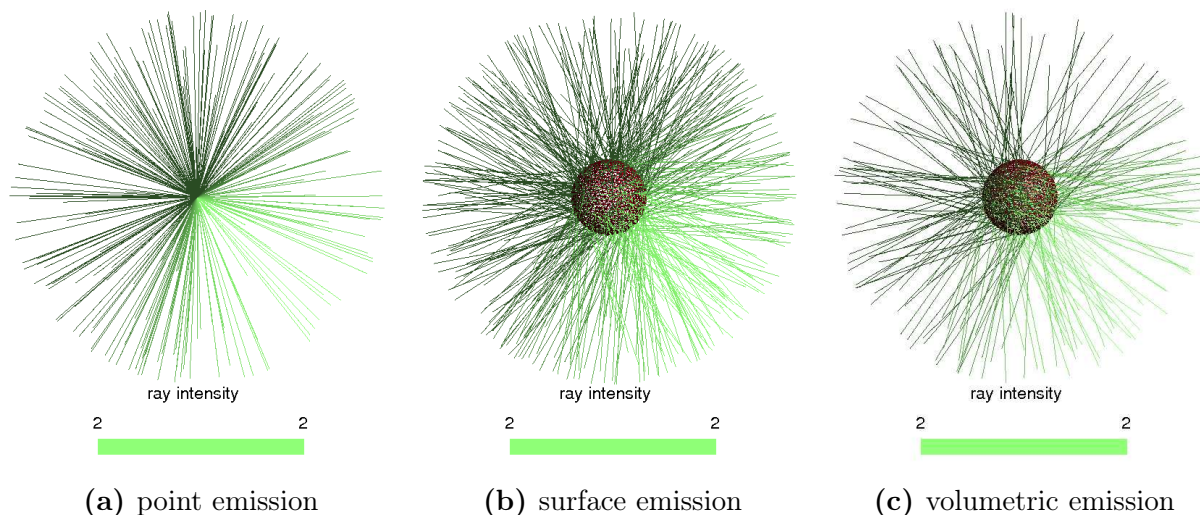 ray intensity
2 2
(a) point emission
ray intensity
2 2
(b) surface emission
ray intensity
2 2
(c) volumetric emission